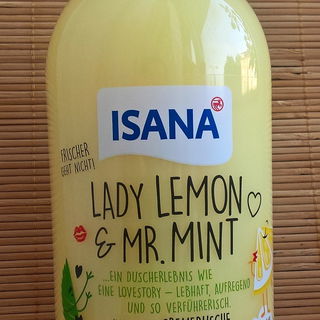 ISANA
FRISCHER
GEHT NICHT!
LADY LEMON
& MR. MINT
...EIN DUSCHERLEBNIS WIE
EINE LOVESTORY – LEBHAFT, AUFREGEND
UND SO VERFÜHRERISCH.